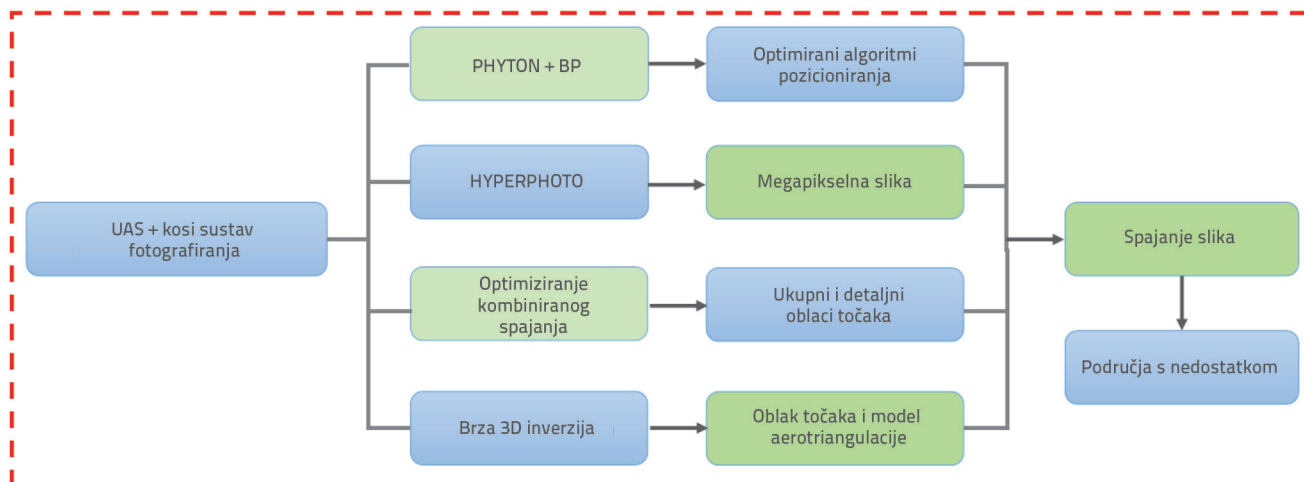 PHYTON + BP
Optimirani algoritmi
pozicioniranja
HYPERPHOTO
Megapikselna slika
UAS + kosi sustav
fotografiranja
Spajanje slika
Optimiziranje
kombiniranog
spajanja
Ukupni i detaljni
oblaci točaka
Područja s nedostatkom
Brza 3D inverzija
Oblak točaka i model
aerotriangulacije